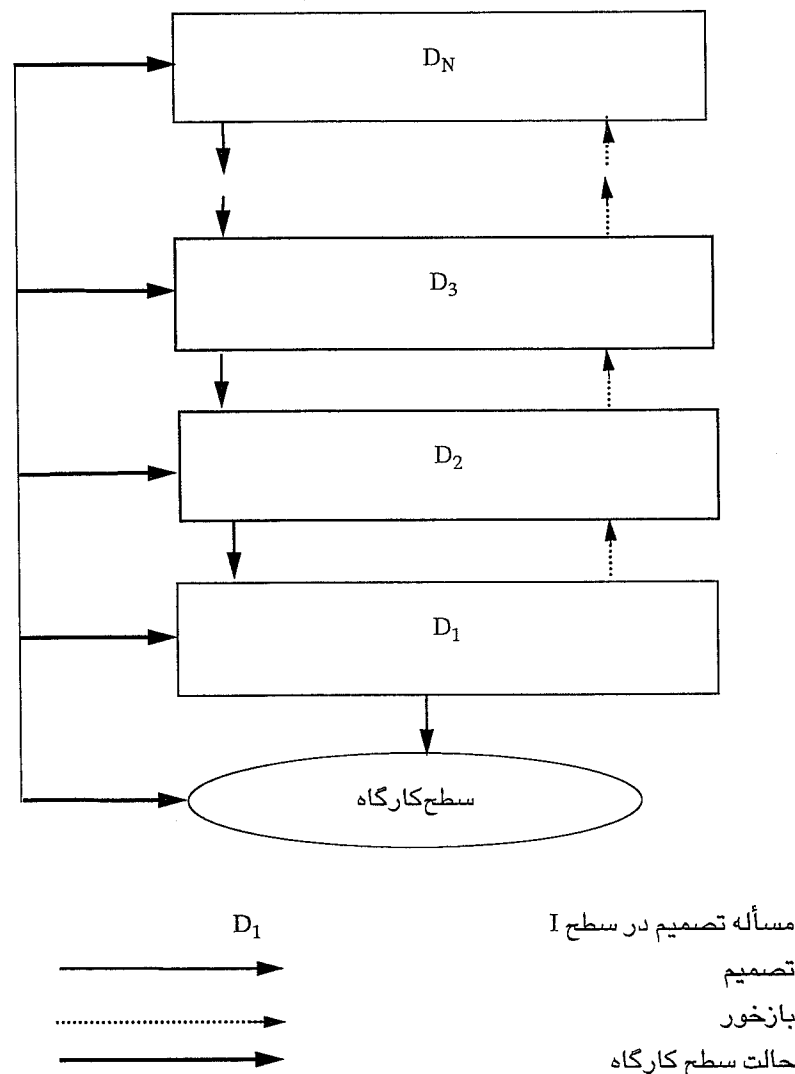 D_N
D_3
D_2
D_1
سطح کارگاه
مسأله تصمیم در سطح I D_1
تصمیم
بازخور
حالت سطح کارگاه